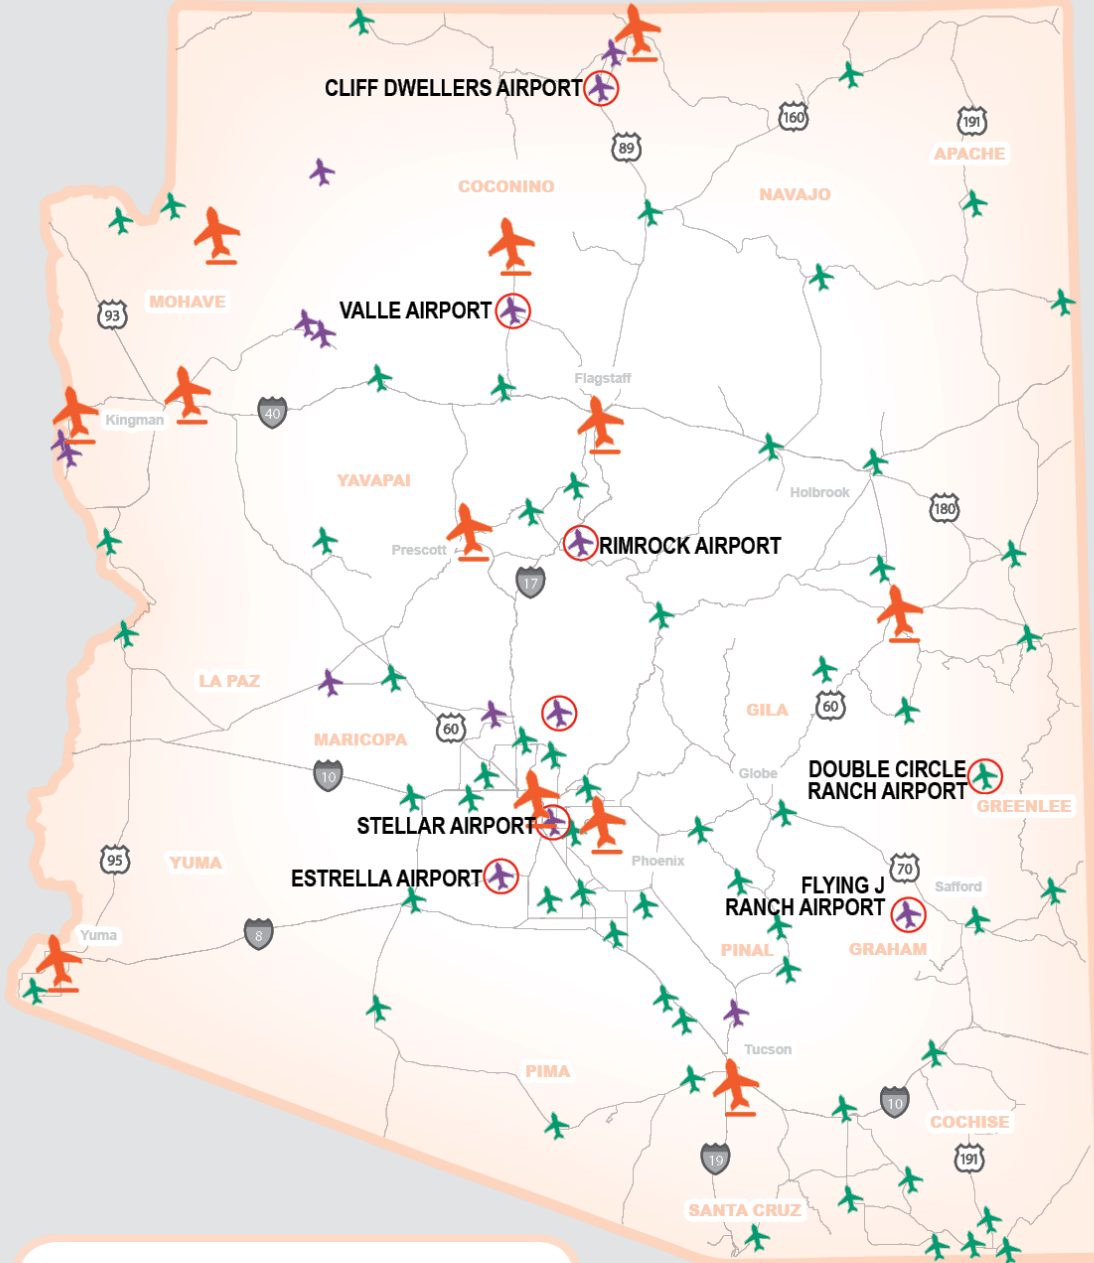 CLIFF DWELLERS AIRPORT
160
191
89
APACHE
COCONINO
NAVAJO
MOHAVE
93
VALLE AIRPORT
Flagstaff
40
Kingman
YAVAPAI
Holbrook
180
Prescott
RIMROCK AIRPORT
17
LA PAZ
60
GILA
60
MARICOPA
10
Globe
DOUBLE CIRCLE
RANCH AIRPORT
GREENLEE
STELLAR AIRPORT
95
YUMA
Phoenix
70
ESTRELLA AIRPORT
FLYING J
RANCH AIRPORT
Safford
Yuma
8
PINAL
GRAHAM
Tucson
PIMA
10
COCHISE
19
191
SANTA CRUZ